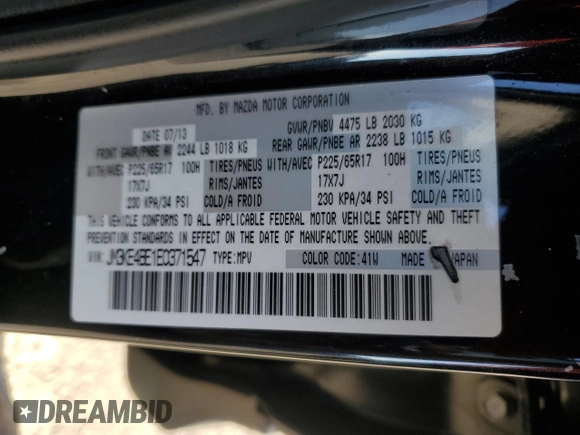 MFD. BY MAZDA MOTOR CORPORATION
DATE 07/13 GVWR/PNBV 4475 LB 2030 KG
FRONT GAWR/PNBE AV 2244 LB 1018 KG REAR GAWR/PNBE AR 2238 LB 1015 KG
WITH/AVEC P225/65R17 100H TIRES/PNEUS WITH/AVEC P225/65R17 100H TIRES/PNEUS
17X7J RIMS/JANTES 17X7J RIMS/JANTES
230 KPA/34 PSI COLD/A FROID 230 KPA/34 PSI COLD/A FROID
THIS VEHICLE CONFORMS TO ALL APPLICABLE FEDERAL MOTOR VEHICLE SAFETY AND THEFT
PREVENTION STANDARDS IN EFFECT ON THE DATE OF MANUFACTURE SHOWN ABOVE.
VIN: JM3KE4BE1E0371547 TYPE:MPV COLOR CODE:41W MADE JAPAN
DREAMBID